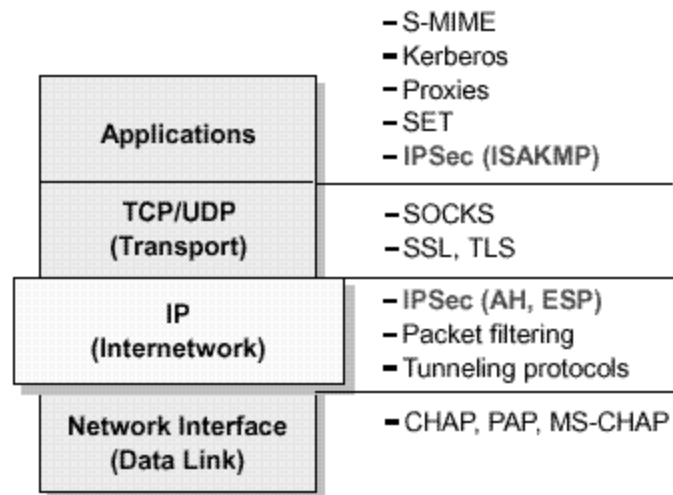 – S-MIME
– Kerberos
– Proxies
– SET
– IPSec (ISAKMP)
Applications
TCP/UDP
(Transport)
– SOCKS
– SSL, TLS
IP
(Internetwork)
– IPSec (AH, ESP)
– Packet filtering
– Tunneling protocols
Network Interface
(Data Link)
– CHAP, PAP, MS-CHAP